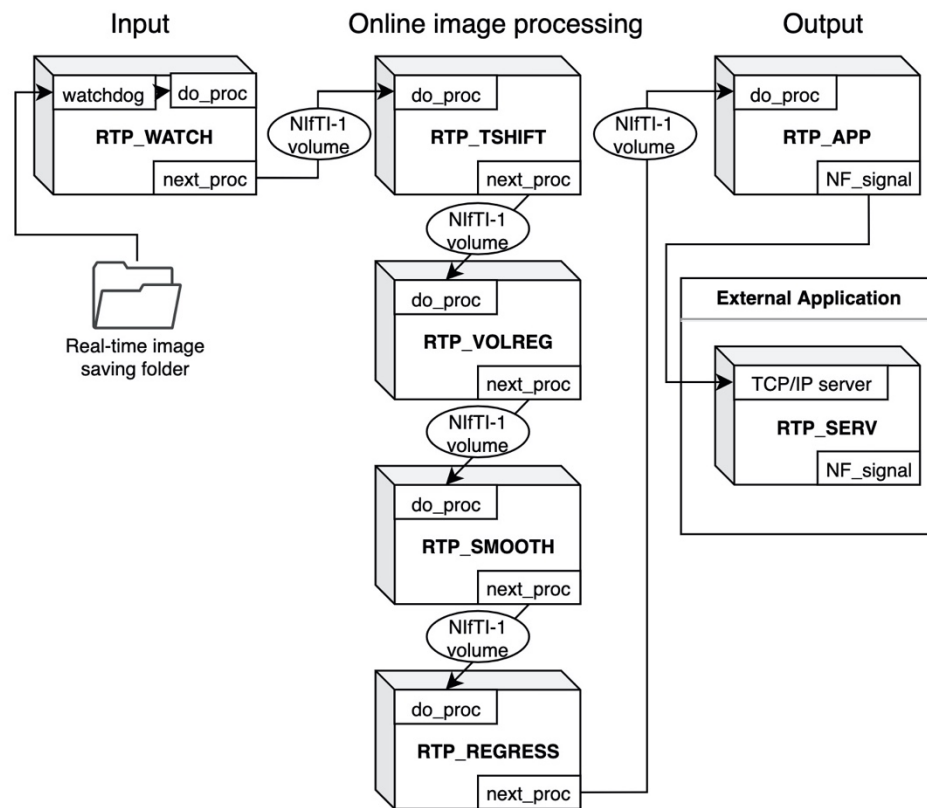 Input
Online image processing
Output
watchdog
do_proc
RTP_WATCH
next_proc
NIfTI-1
volume
do_proc
RTP_TSHIFT
next_proc
NIfTI-1
volume
do_proc
RTP_APP
NF_signal
Real-time image
saving folder
NIfTI-1
volume
do_proc
RTP_VOLREG
next_proc
NIfTI-1
volume
do_proc
RTP_SMOOTH
next_proc
NIfTI-1
volume
do_proc
RTP_REGRESS
next_proc
External Application
TCP/IP server
RTP_SERV
NF_signal